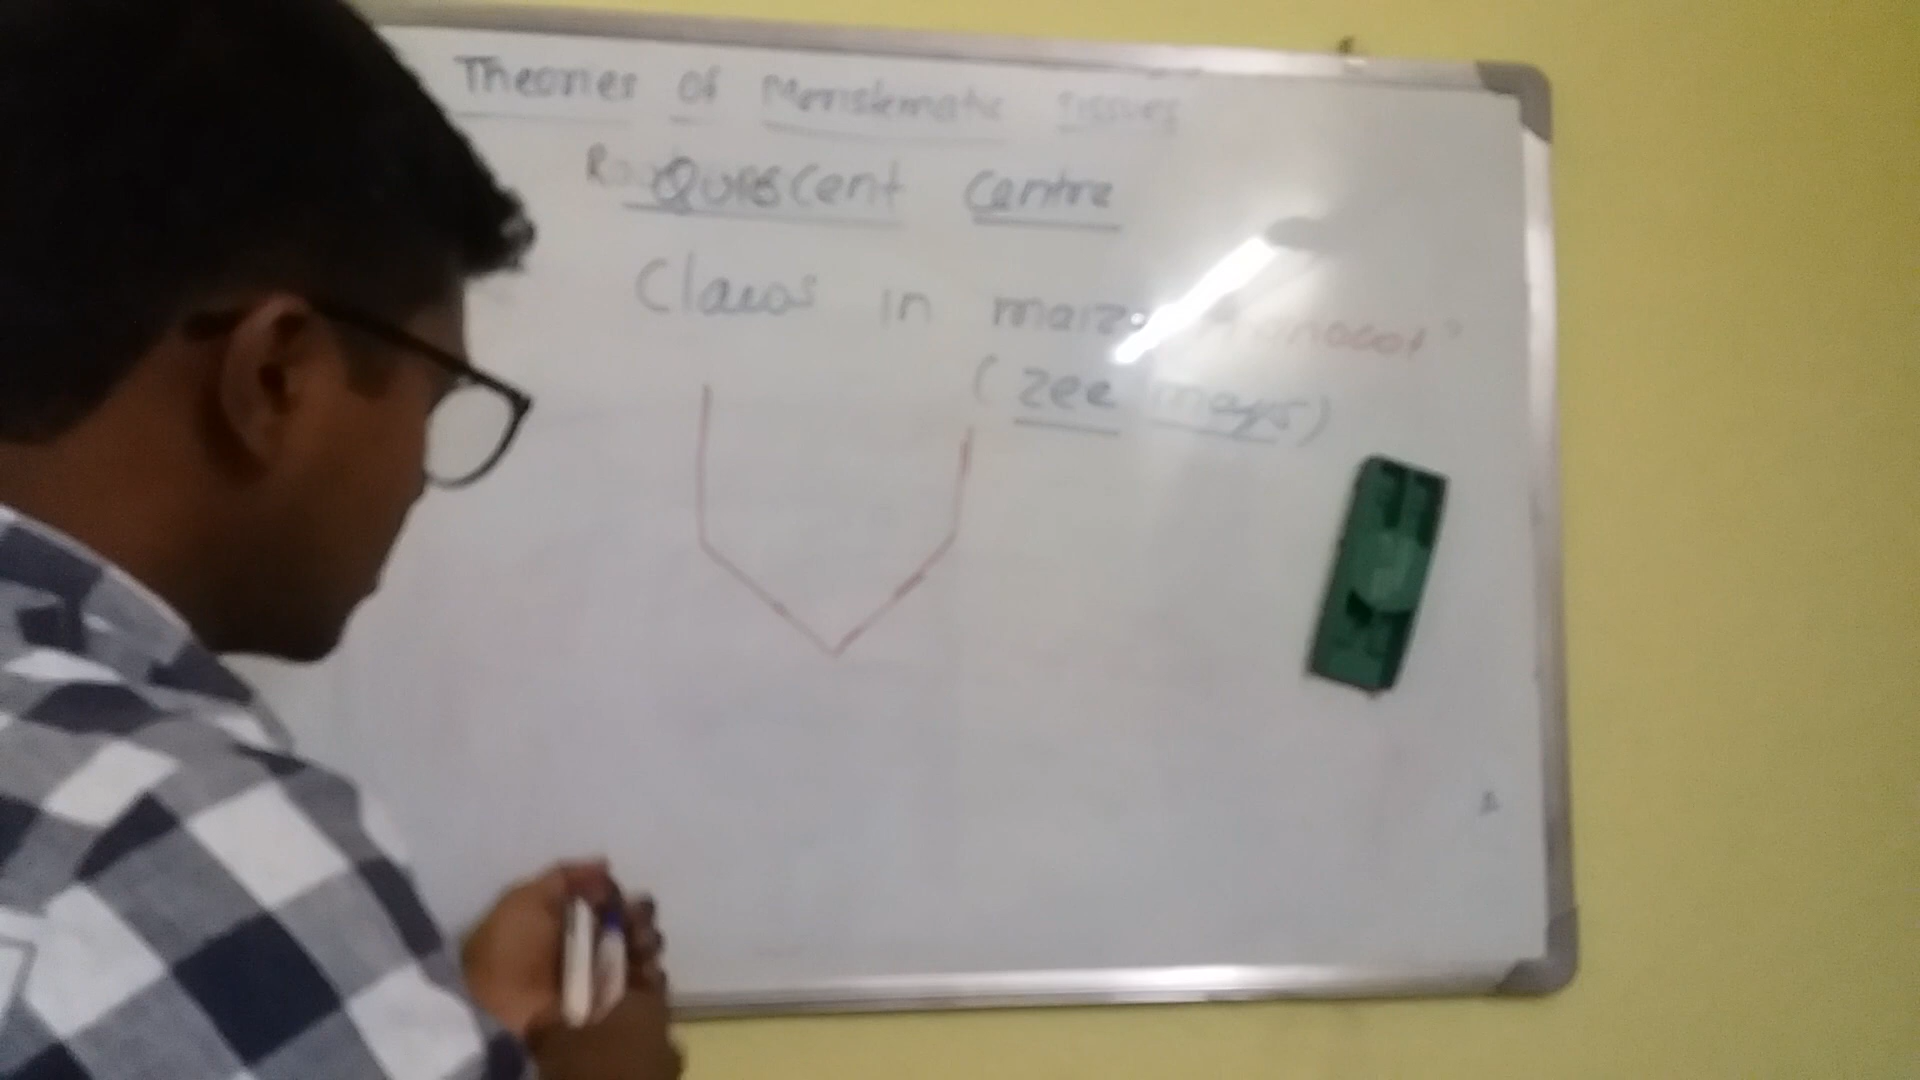 Theories of Meristematic Tissues
Quiescent Centre
Clowes in maize
(Zee mays)